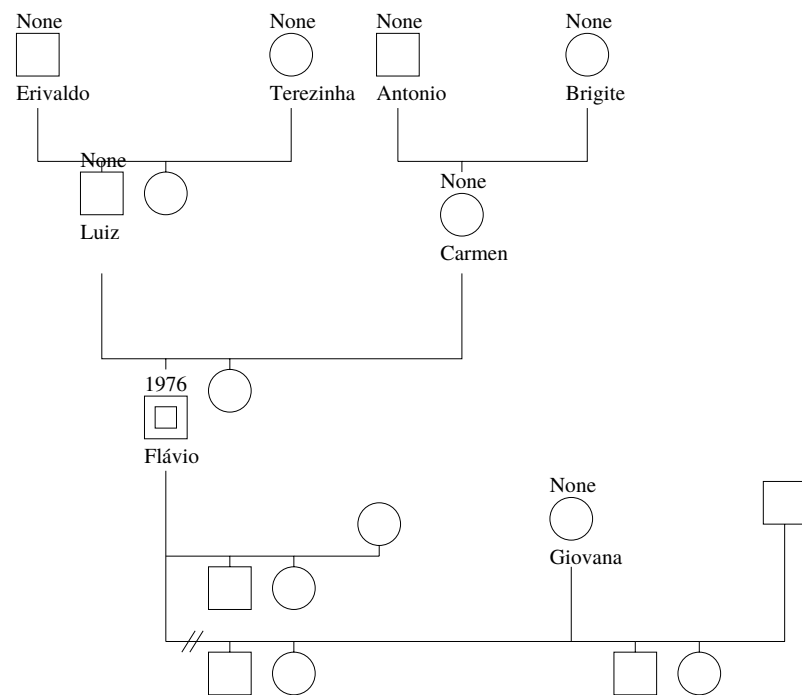 None None None None
Erivaldo Terezinha Antonio Brigite
None
Luiz
None
Carmen
1976
Flávio
None
Giovana